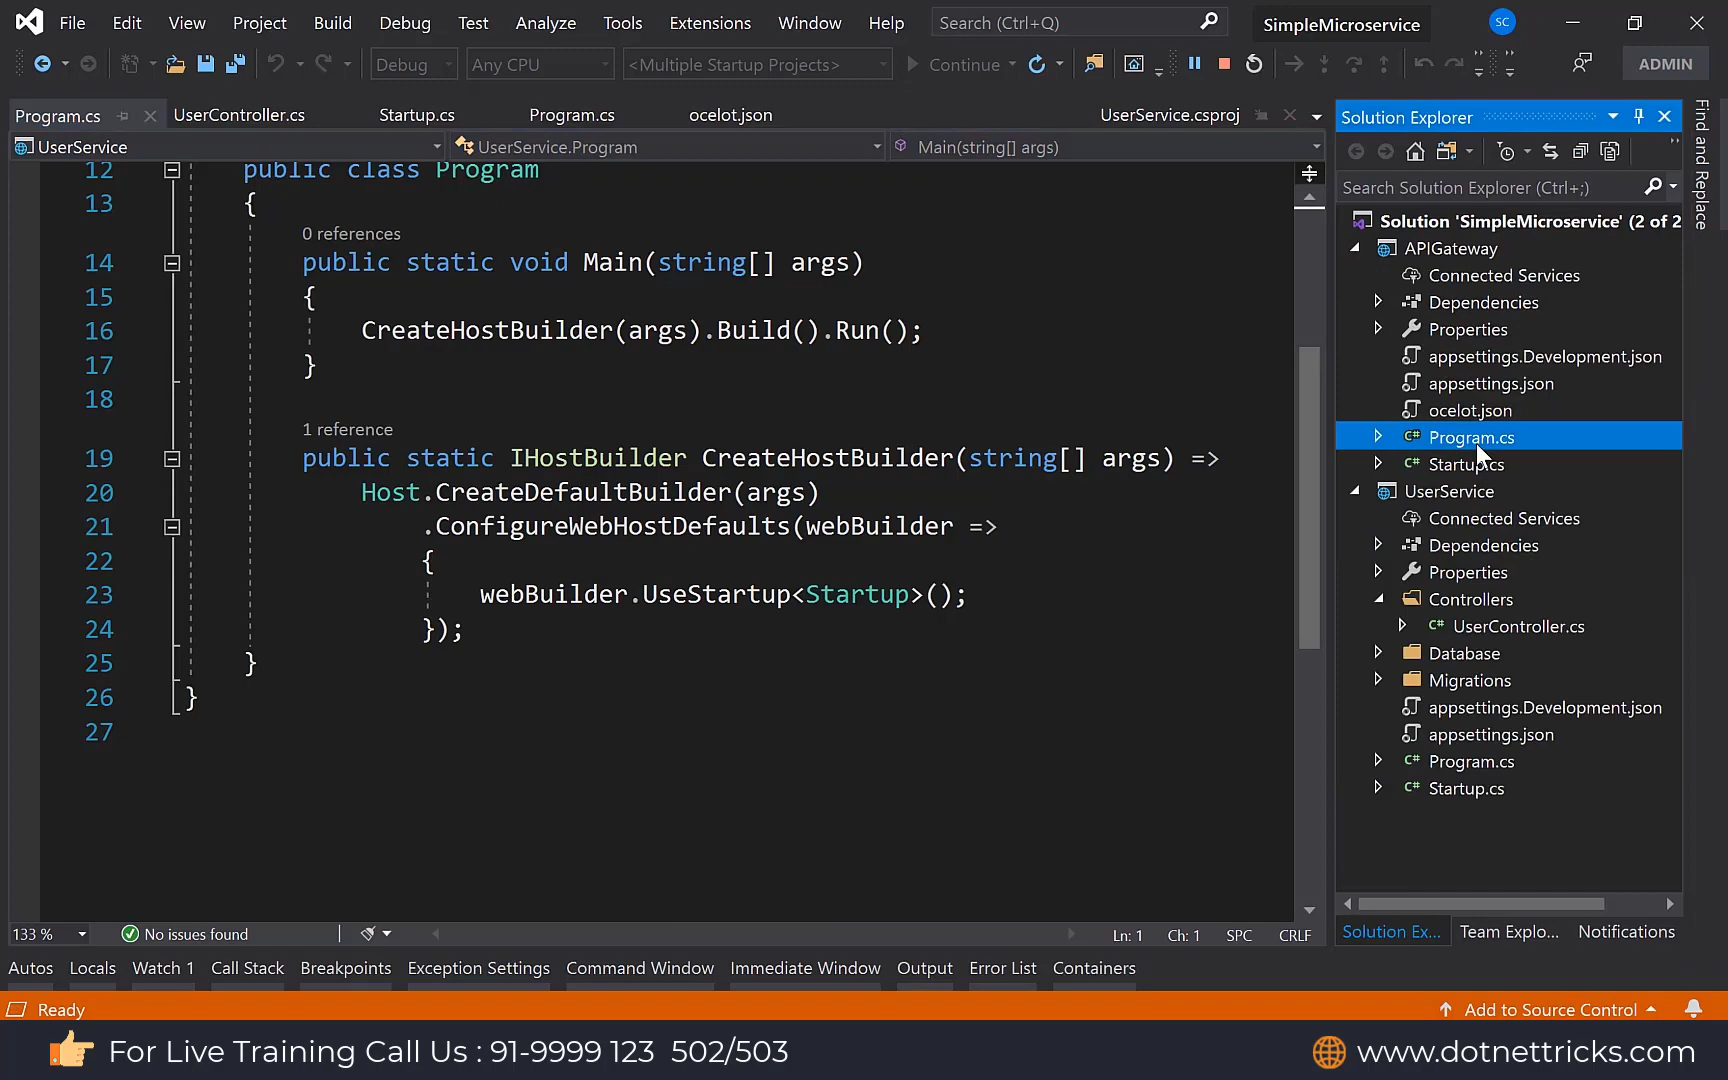 File Edit View Project Build Debug Test Analyze Tools Extensions Window Help Search (Ctrl+Q) SimpleMicroservice SC
Debug Any CPU <Multiple Startup Projects> Continue ADMIN
Program.cs UserController.cs Startup.cs Program.cs ocelot.json UserService.csproj
UserService UserService.Program Main(string[] args)
12 public class Program
13 {
0 references
14 public static void Main(string[] args)
15 {
16 CreateHostBuilder(args).Build().Run();
17 }
18
1 reference
19 public static IHostBuilder CreateHostBuilder(string[] args) =>
20 Host.CreateDefaultBuilder(args)
21 .ConfigureWebHostDefaults(webBuilder =>
22 {
23 webBuilder.UseStartup<Startup>();
24 });
25 }
26 }
27
133 % No issues found Ln: 1 Ch: 1 SPC CRLF
Solution Explorer
Search Solution Explorer (Ctrl+;)
Solution 'SimpleMicroservice' (2 of 2
APIGateway
Connected Services
Dependencies
Properties
appsettings.Development.json
appsettings.json
ocelot.json
C# Program.cs
C# Startup.cs
UserService
Connected Services
Dependencies
Properties
Controllers
C# UserController.cs
Database
Migrations
appsettings.Development.json
appsettings.json
C# Program.cs
C# Startup.cs
Solution Ex... Team Explo... Notifications
Find and Replace
Autos Locals Watch 1 Call Stack Breakpoints Exception Settings Command Window Immediate Window Output Error List Containers
Ready Add to Source Control
For Live Training Call Us : 91-9999 123 502/503 www.dotnettricks.com